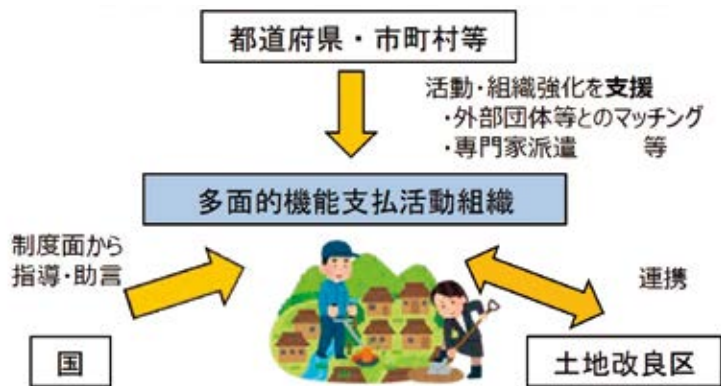 都道府県・市町村等
活動・組織強化を支援
・外部団体等とのマッチング
・専門家派遣 等
多面的機能支払活動組織
制度面から
指導・助言
連携
国
土地改良区